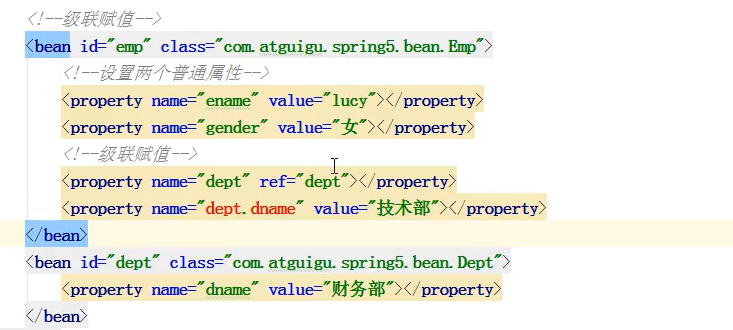 <!--级联赋值-->
<bean id="emp" class="com.atguigu.spring5.bean.Emp">
<!--设置两个普通属性-->
<property name="ename" value="lucy"></property>
<property name="gender" value="女"></property>
<!--级联赋值-->
<property name="dept" ref="dept"></property>
<property name="dept.dname" value="技术部"></property>
</bean>
<bean id="dept" class="com.atguigu.spring5.bean.Dept">
<property name="dname" value="财务部"></property>
</bean>